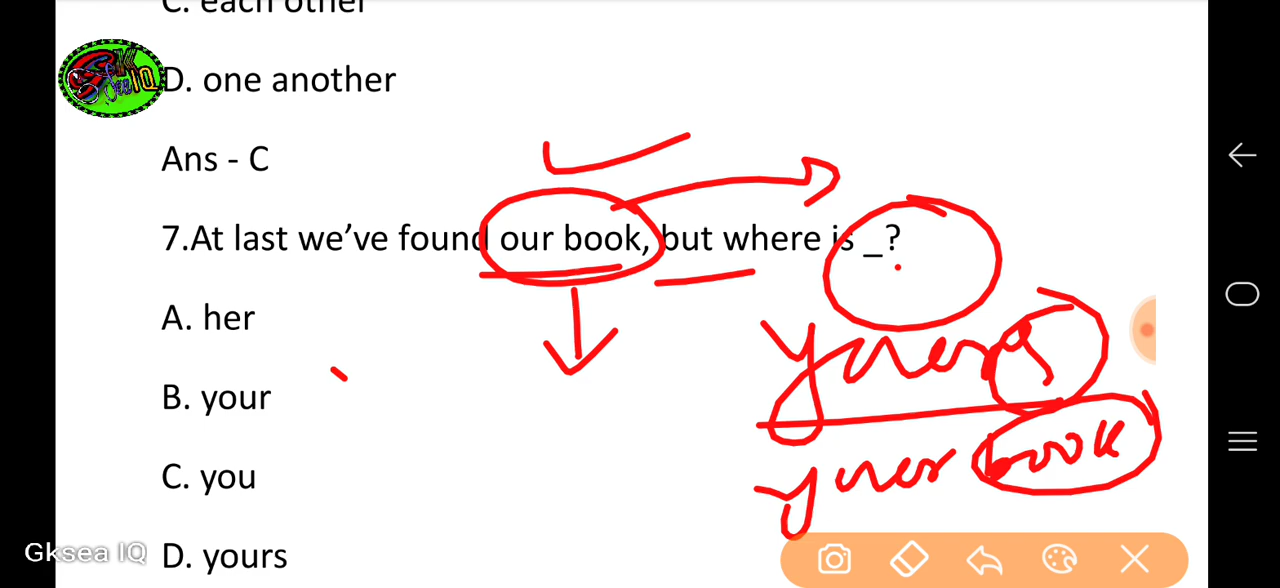 C. each other
D. one another
Ans - C
7.At last we’ve found our book, but where is _?
A. her
yours
B. your
your book
C. you
D. yours
Gksea IQ